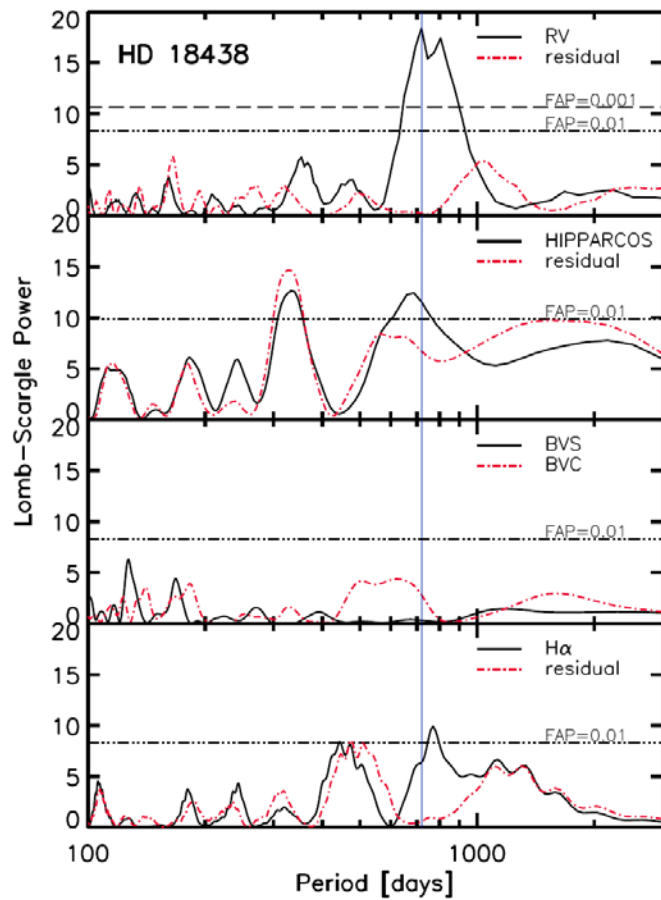 HD 18438
RV
residual
FAP=0.001
FAP=0.01
20
15
10
5
0
HIPPARCOS
residual
FAP=0.01
20
15
10
5
0
BVS
BVC
FAP=0.01
20
15
10
5
0
Hα
residual
FAP=0.01
20
15
10
5
0
Lomb-Scargle Power
100
1000
Period [days]